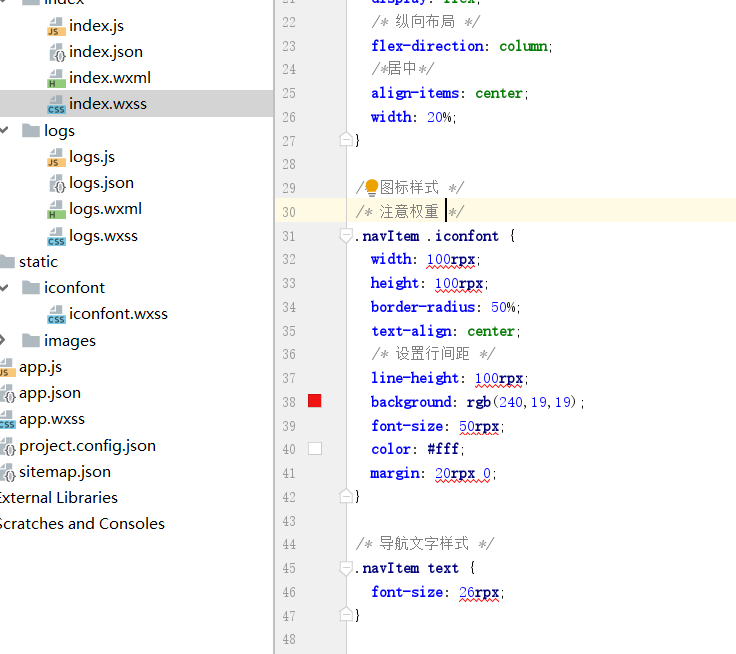 index
index.js
index.json
index.wxml
index.wxss
logs
logs.js
logs.json
logs.wxml
logs.wxss
static
iconfont
iconfont.wxss
images
app.js
app.json
app.wxss
project.config.json
sitemap.json
External Libraries
Scratches and Consoles
21 display: flex;
22 /* 纵向布局 */
23 flex-direction: column;
24 /*居中*/
25 align-items: center;
26 width: 20%;
27 }
28
29 /*图标样式 */
30 /* 注意权重 */
31 .navItem .iconfont {
32 width: 100rpx;
33 height: 100rpx;
34 border-radius: 50%;
35 text-align: center;
36 /* 设置行间距 */
37 line-height: 100rpx;
38 background: rgb(240,19,19);
39 font-size: 50rpx;
40 color: #fff;
41 margin: 20rpx 0;
42 }
43
44 /* 导航文字样式 */
45 .navItem text {
46 font-size: 26rpx;
47 }
48